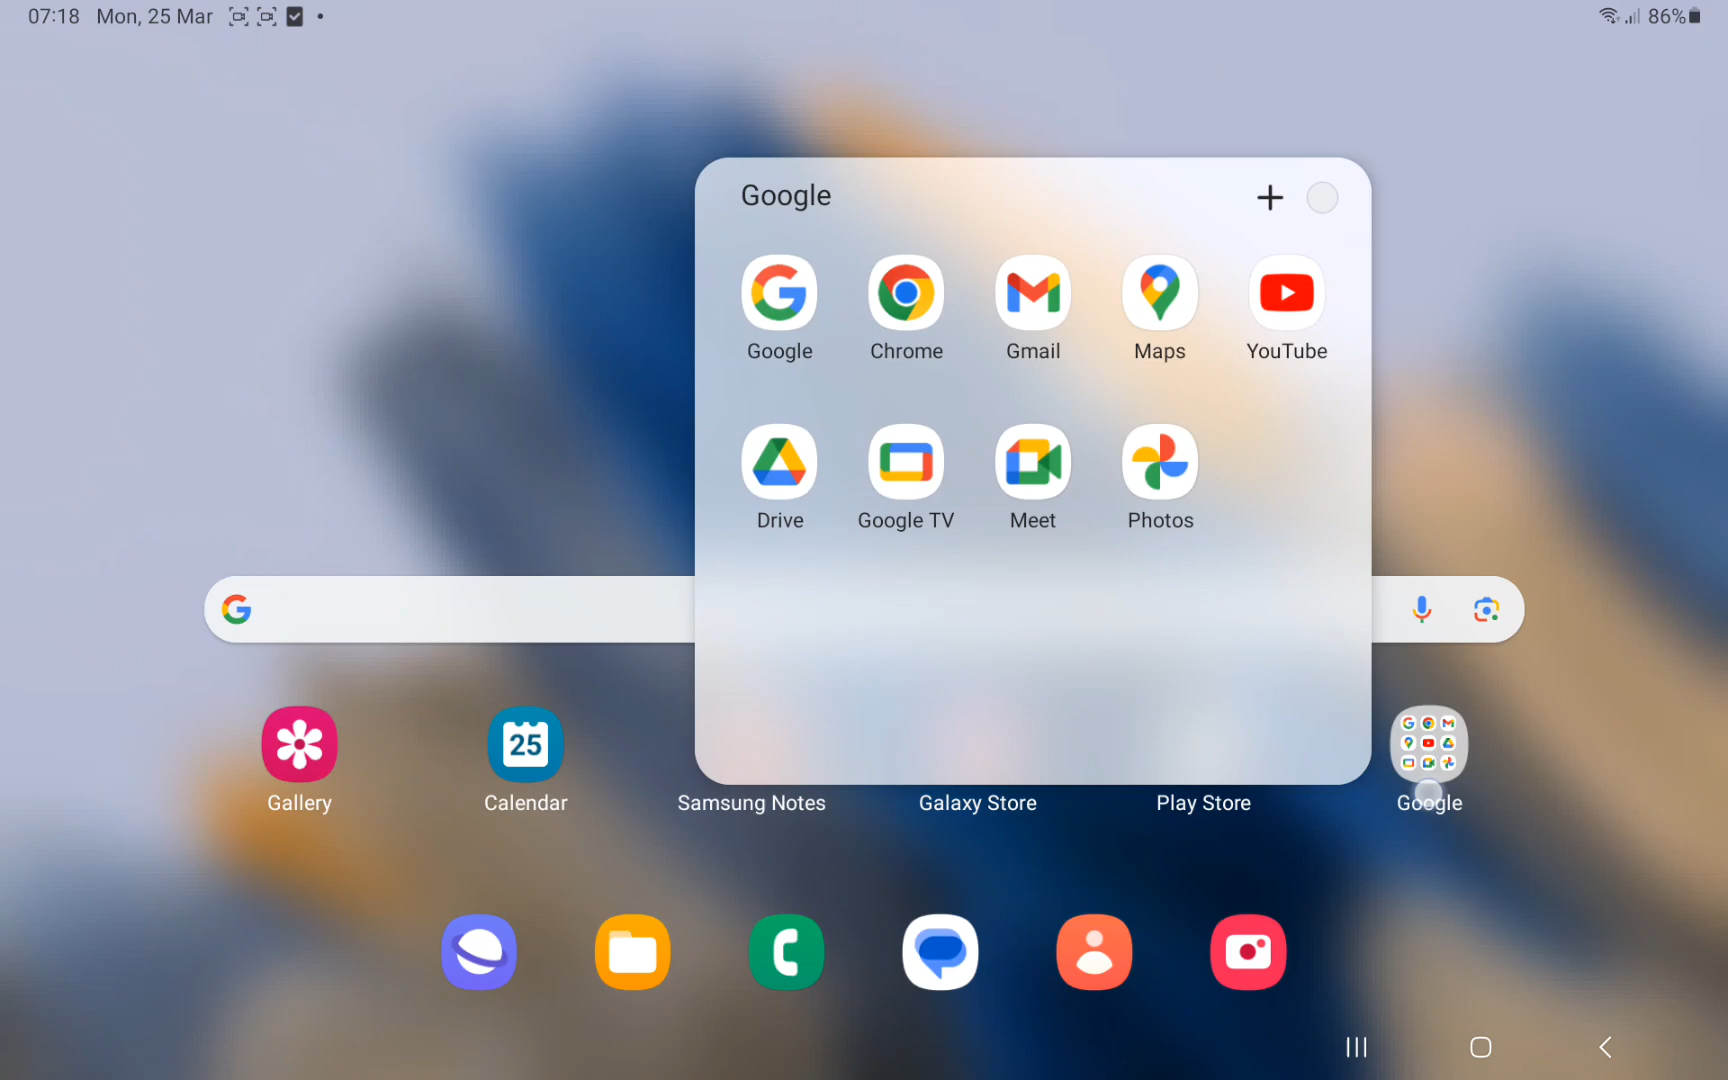 07:18 Mon, 25 Mar
86%
Google
Google Chrome Gmail Maps YouTube
Drive Google TV Meet Photos
25
Gallery Calendar Samsung Notes Galaxy Store Play Store Google